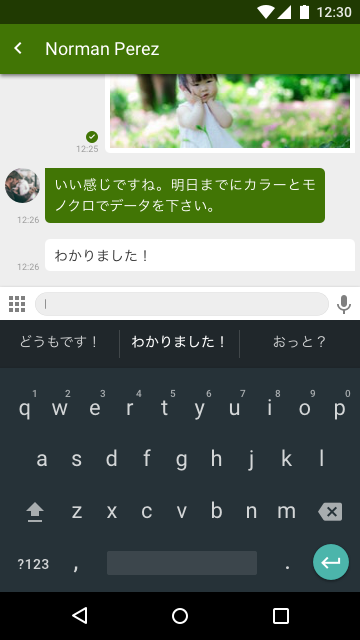 12:30
Norman Perez
12:25
いい感じですね。明日までにカラーとモ
ノクロでデータを下さい。
12:26
わかりました！
12:26
どうもです！ わかりました！ おっと？
1 2 3 4 5 6 7 8 9 0
q w e r t y u i o p
a s d f g h j k l
z x c v b n m
?123 , .